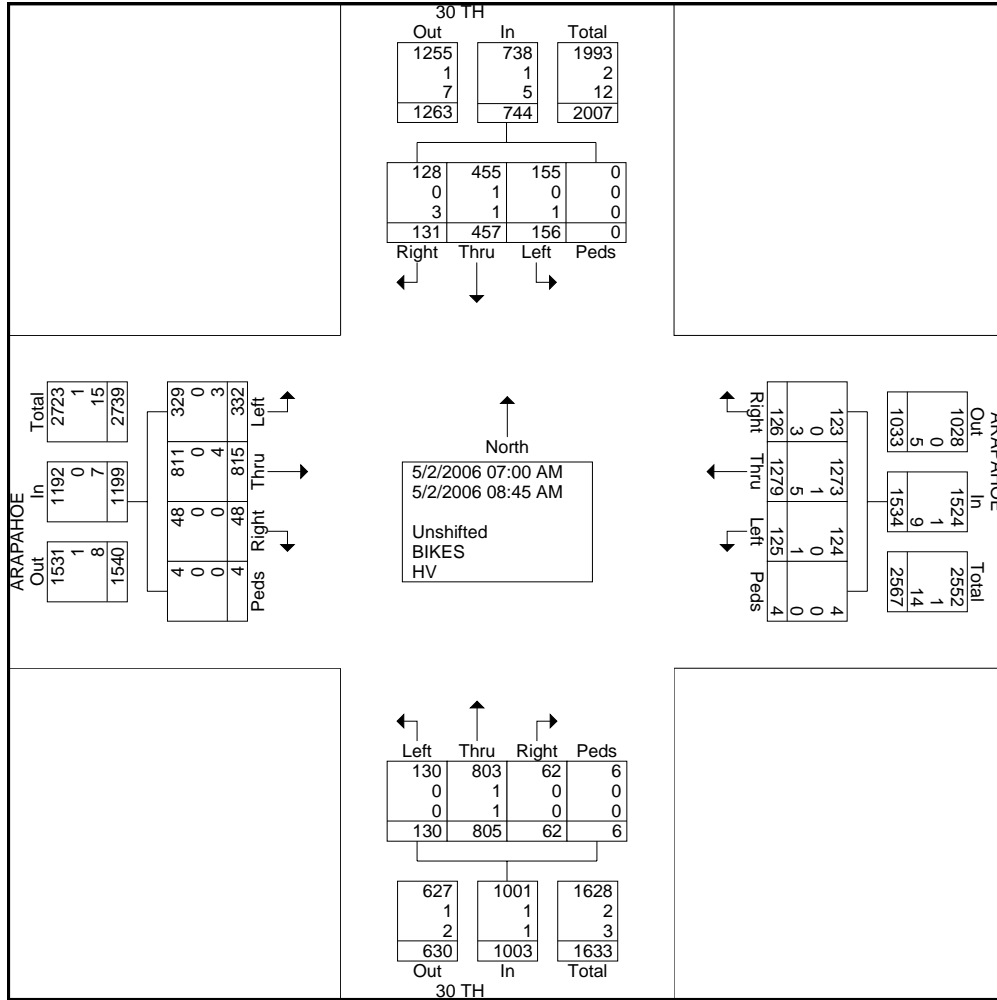 30 TH
Out In Total
1255 738 1993
1 1 2
7 5 12
1263 744 2007
128 455 155 0
0 1 0 0
3 1 1 0
131 457 156 0
Right Thru Left Peds
ARAPAHOE
Total In Out
2723 1192 1531
1 0 1
15 7 8
2739 1199 1540
329 811 48 4
0 0 0 0
3 4 0 0
332 815 48 4
Left Thru Right Peds
North
5/2/2006 07:00 AM
5/2/2006 08:45 AM
Unshifted
BIKES
HV
Right Thru Left Peds
126 1279 125 4
3 5 1 0
0 1 0 0
123 1273 124 4
ARAPAHOE
Out In Total
1028 1524 2552
0 1 1
5 9 14
1033 1534 2567
Left Thru Right Peds
130 803 62 6
0 1 0 0
0 1 0 0
130 805 62 6
627 1001 1628
1 1 2
2 1 3
630 1003 1633
Out In Total
30 TH